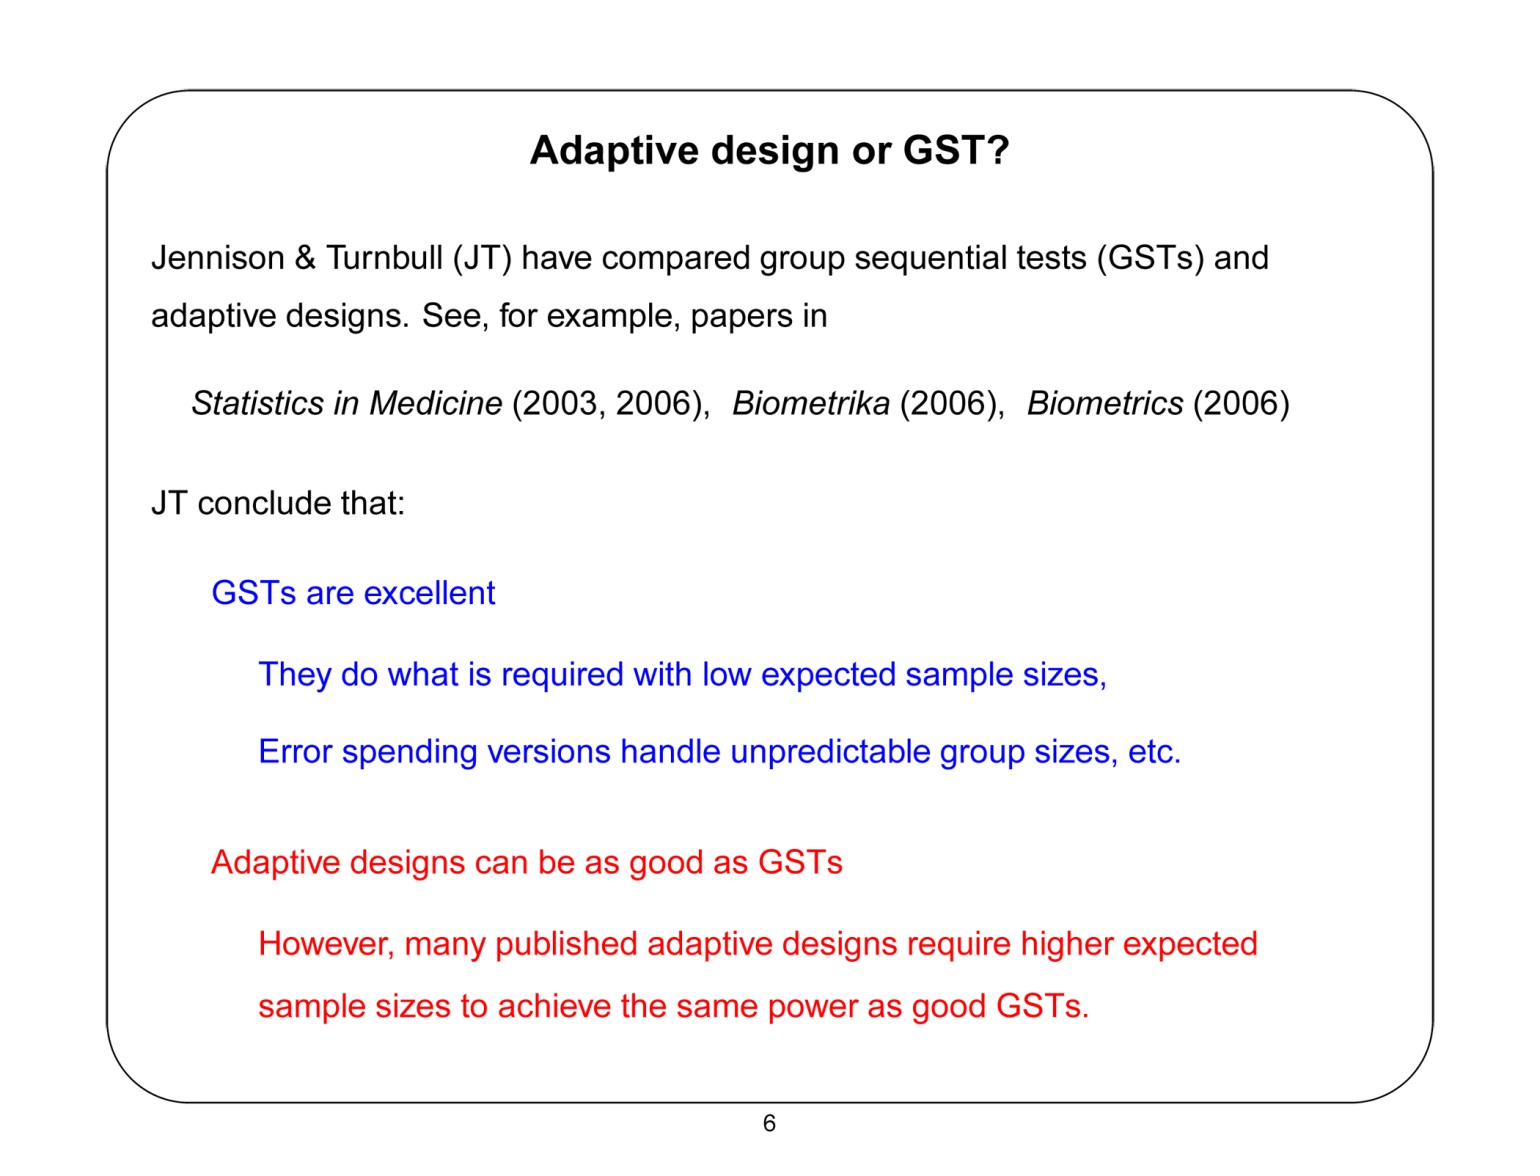 Adaptive design or GST?
Jennison & Turnbull (JT) have compared group sequential tests (GSTs) and
adaptive designs. See, for example, papers in
Statistics in Medicine (2003, 2006), Biometrika (2006), Biometrics (2006)
JT conclude that:
GSTs are excellent
They do what is required with low expected sample sizes,
Error spending versions handle unpredictable group sizes, etc.
Adaptive designs can be as good as GSTs
However, many published adaptive designs require higher expected
sample sizes to achieve the same power as good GSTs.
6